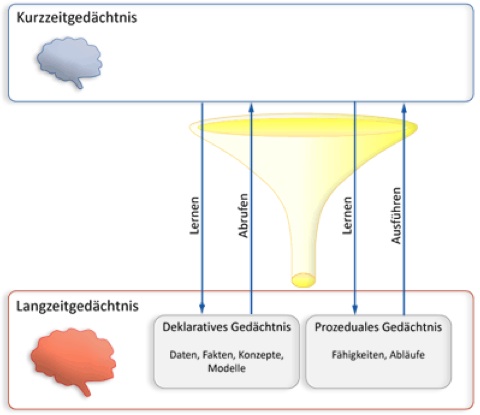 Kurzzeitgedächtnis
Lernen
Abrufen
Lernen
Ausführen
Langzeitgedächtnis
Deklaratives Gedächtnis
Daten, Fakten, Konzepte,
Modelle
Prozeduales Gedächtnis
Fähigkeiten, Abläufe